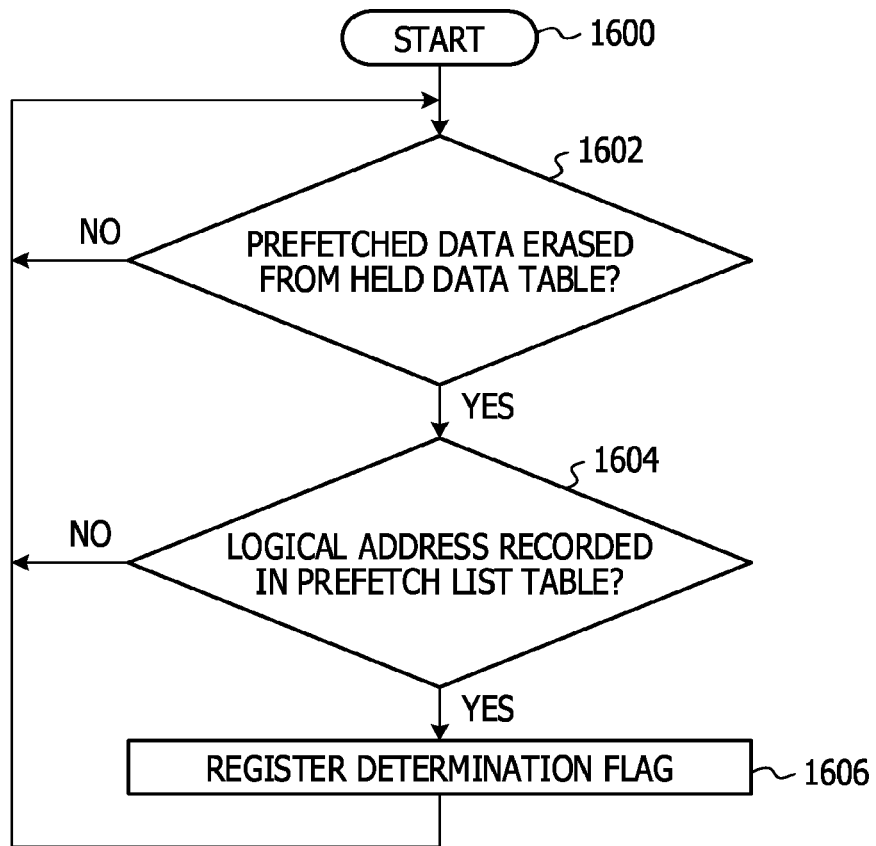 START
1600
1602
NO
PREFETCHED DATA ERASED
FROM HELD DATA TABLE?
YES
1604
NO
LOGICAL ADDRESS RECORDED
IN PREFETCH LIST TABLE?
YES
REGISTER DETERMINATION FLAG
1606